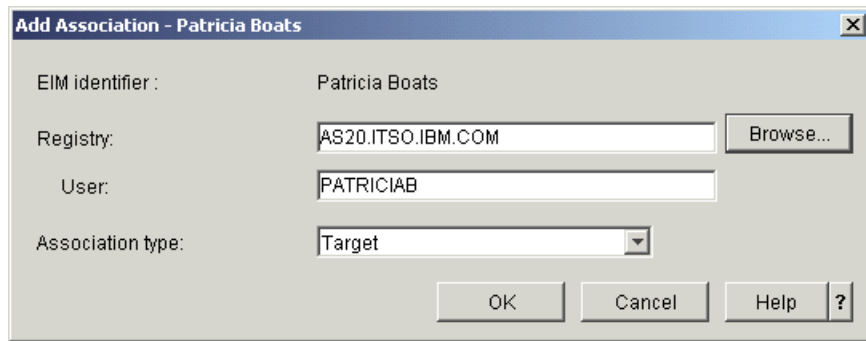 Add Association - Patricia Boats
EIM identifier : Patricia Boats
Registry: AS20.ITSO.IBM.COM Browse...
User: PATRICIAB
Association type: Target
OK Cancel Help ?